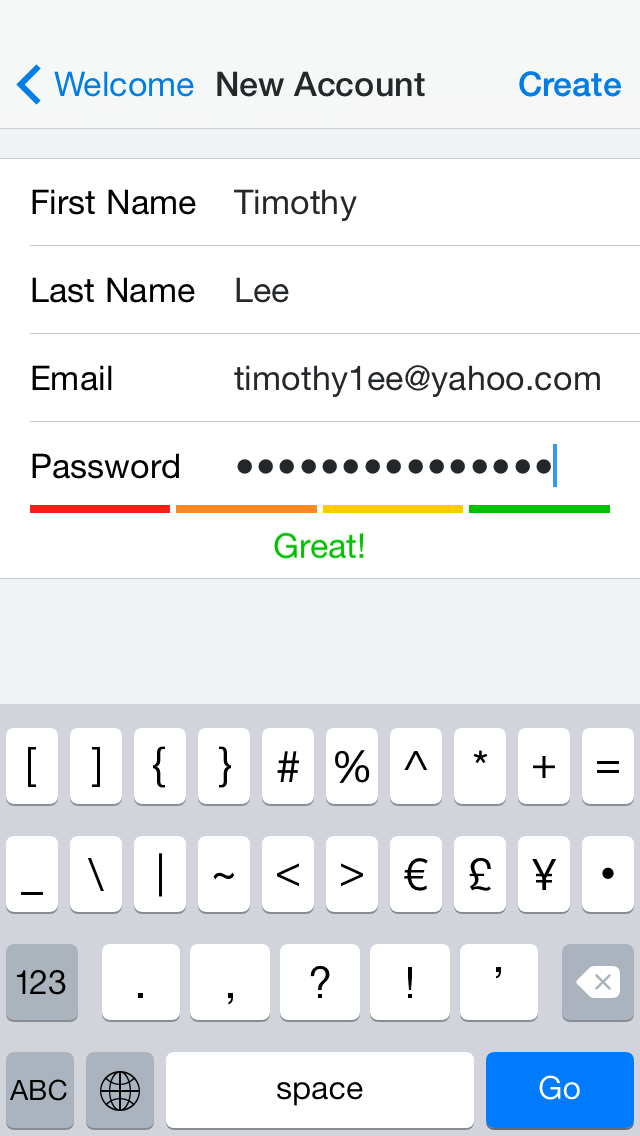 Welcome New Account Create
First Name Timothy
Last Name Lee
Email timothy1ee@yahoo.com
Password •••••••••••••••
Great!
[ ] { } # % ^ * + =
_ \ | ~ < > € £ ¥ •
123 . , ? ! ’
ABC space Go